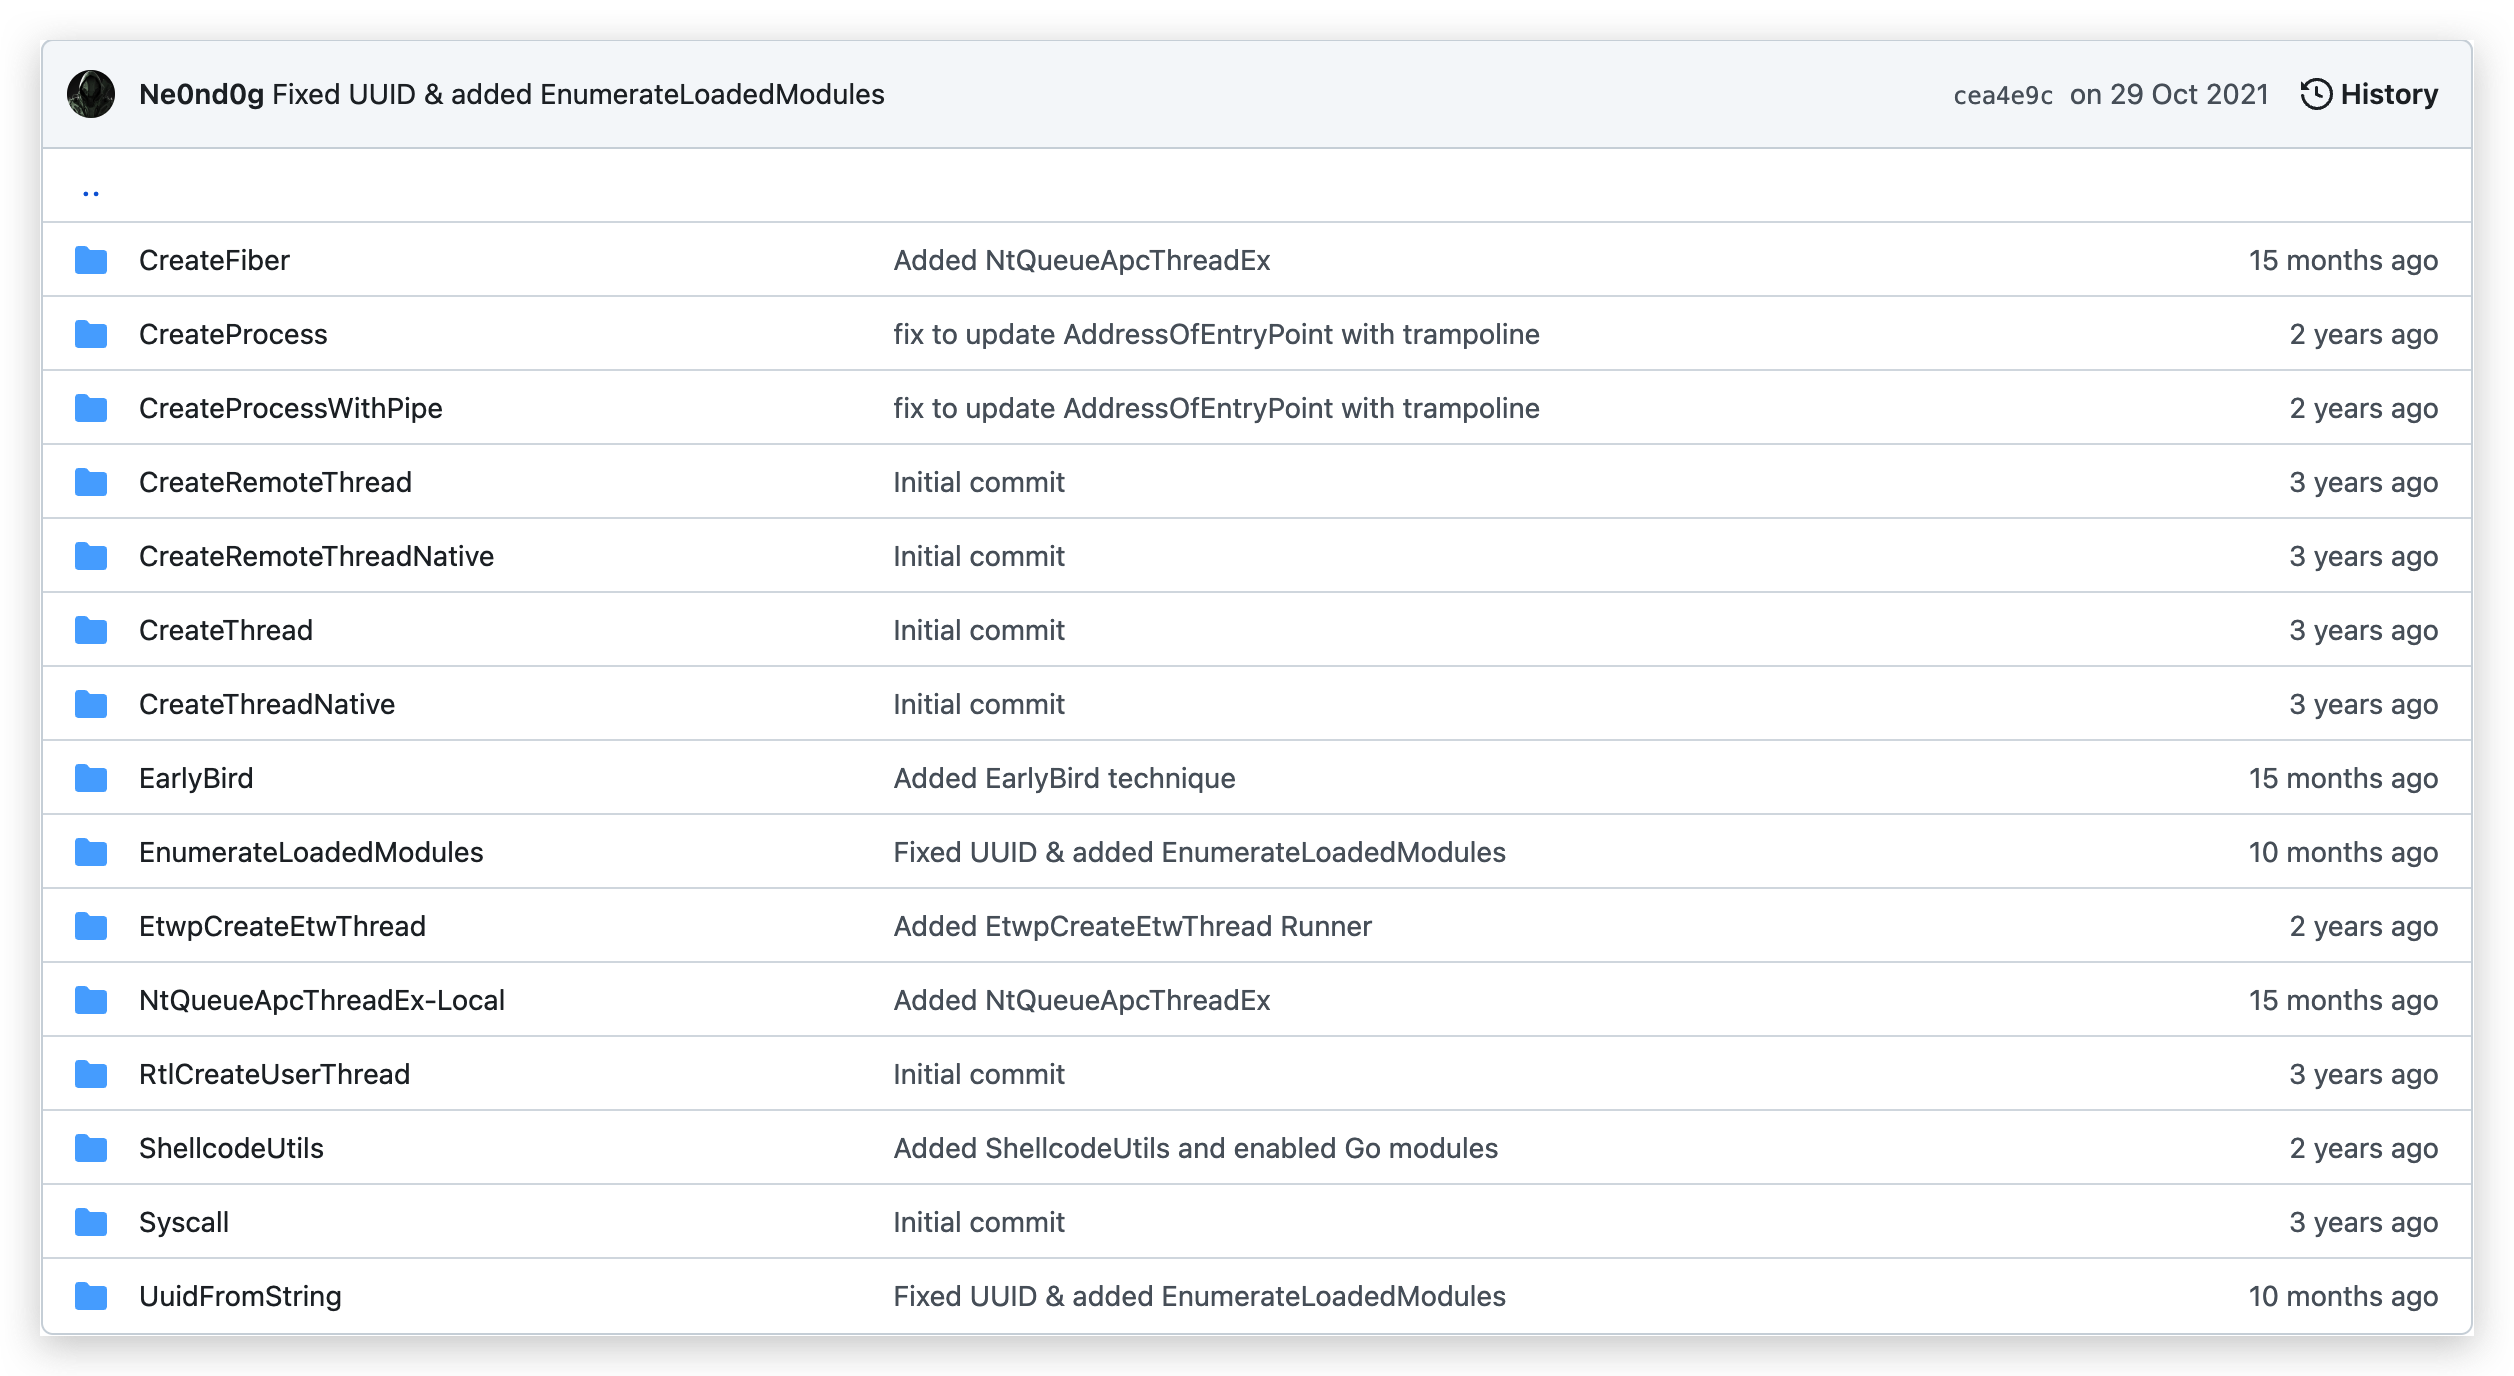 Ne0nd0g Fixed UUID & added EnumerateLoadedModules cea4e9c on 29 Oct 2021 History
..
CreateFiber Added NtQueueApcThreadEx 15 months ago
CreateProcess fix to update AddressOfEntryPoint with trampoline 2 years ago
CreateProcessWithPipe fix to update AddressOfEntryPoint with trampoline 2 years ago
CreateRemoteThread Initial commit 3 years ago
CreateRemoteThreadNative Initial commit 3 years ago
CreateThread Initial commit 3 years ago
CreateThreadNative Initial commit 3 years ago
EarlyBird Added EarlyBird technique 15 months ago
EnumerateLoadedModules Fixed UUID & added EnumerateLoadedModules 10 months ago
EtwpCreateEtwThread Added EtwpCreateEtwThread Runner 2 years ago
NtQueueApcThreadEx-Local Added NtQueueApcThreadEx 15 months ago
RtlCreateUserThread Initial commit 3 years ago
ShellcodeUtils Added ShellcodeUtils and enabled Go modules 2 years ago
Syscall Initial commit 3 years ago
UuidFromString Fixed UUID & added EnumerateLoadedModules 10 months ago